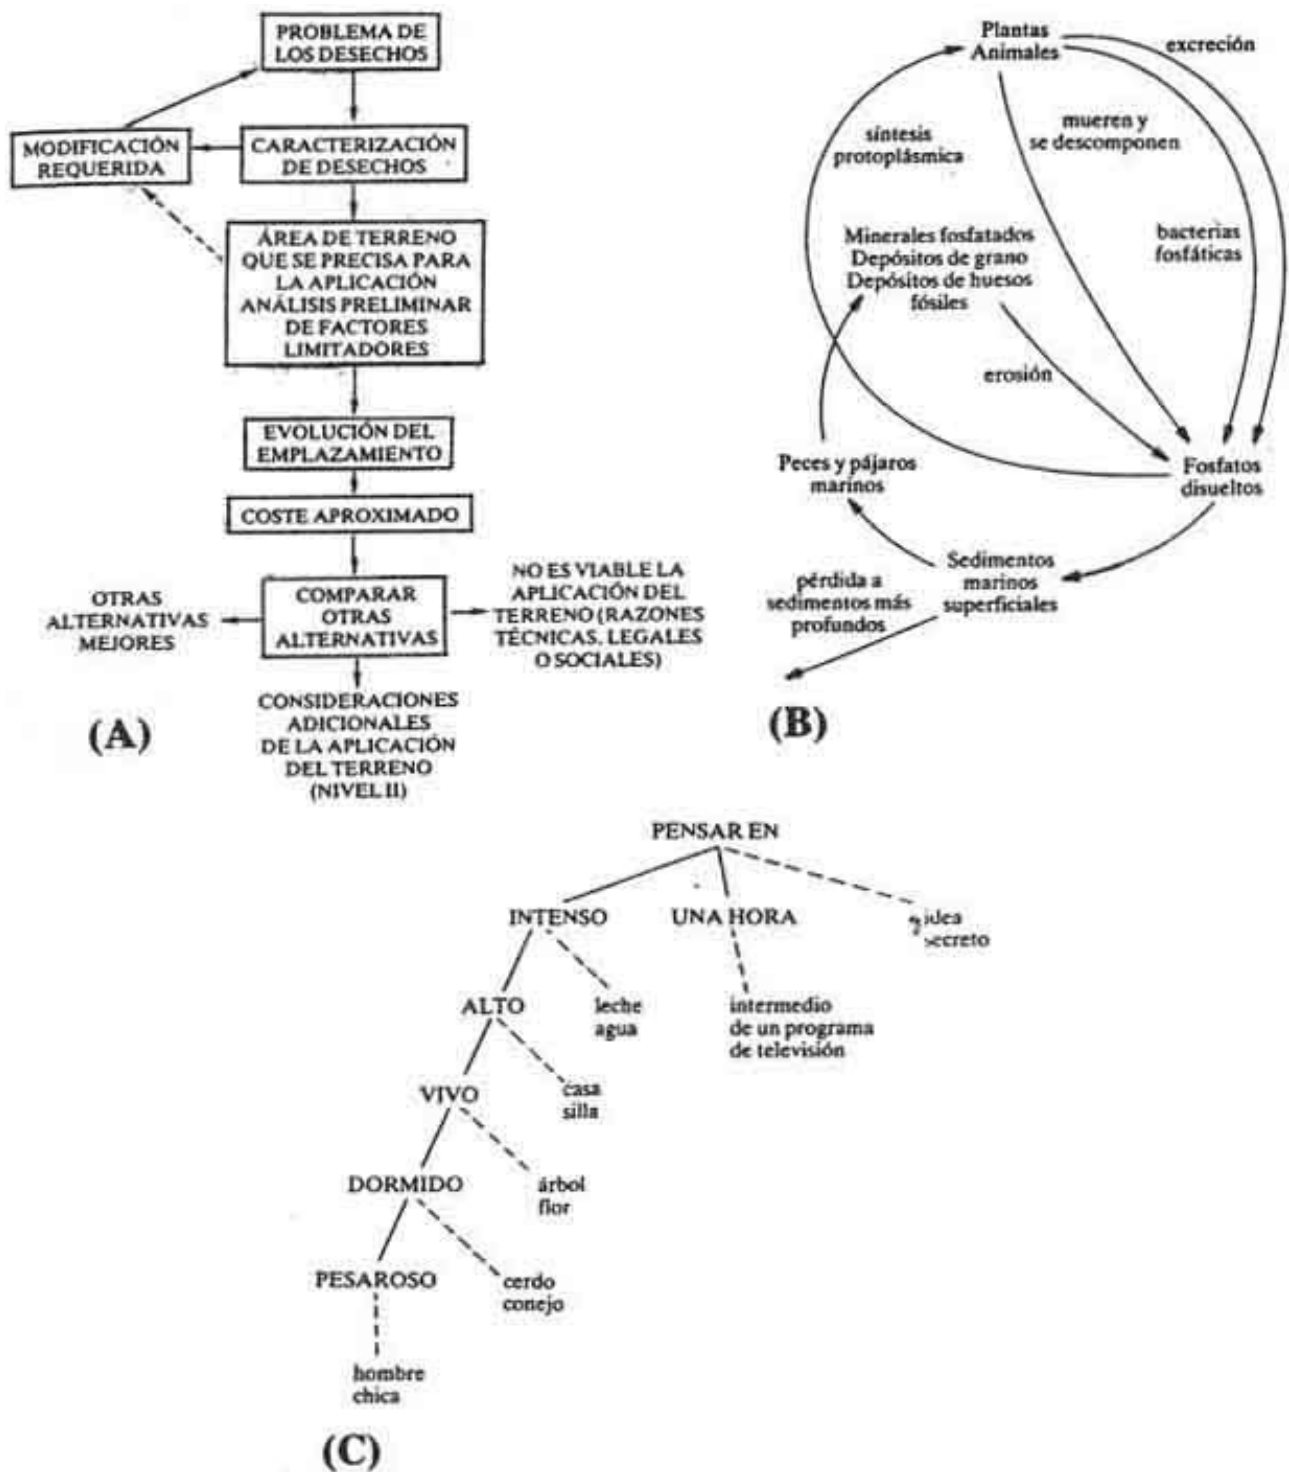 PROBLEMA DE
LOS DESECHOS
MODIFICACIÓN
REQUERIDA
CARACTERIZACIÓN
DE DESECHOS
ÁREA DE TERRENO
QUE SE PRECISA PARA
LA APLICACIÓN
ANÁLISIS PRELIMINAR
DE FACTORES
LIMITADORES
EVOLUCIÓN DEL
EMPLAZAMIENTO
COSTE APROXIMADO
OTRAS
ALTERNATIVAS
MEJORES
COMPARAR
OTRAS
ALTERNATIVAS
NO ES VIABLE LA
APLICACIÓN DEL
TERRENO (RAZONES
TÉCNICAS, LEGALES
O SOCIALES)
CONSIDERACIONES
ADICIONALES
DE LA APLICACIÓN
DEL TERRENO
(NIVEL II)
(A)
Plantas
Animales
excreción
síntesis
protoplásmica
mueren y
se descomponen
bacterias
fosfáticas
Minerales fosfatados
Depósitos de grano
Depósitos de huesos
fósiles
erosión
Peces y pájaros
marinos
Fosfatos
disueltos
Sedimentos
marinos
superficiales
pérdida a
sedimentos más
profundos
(B)
PENSAR EN
INTENSO
UNA HORA
idea
secreto
ALTO
leche
agua
intermedio
de un programa
de televisión
VIVO
casa
silla
DORMIDO
árbol
flor
PESAROSO
cerdo
conejo
hombre
chica
(C)